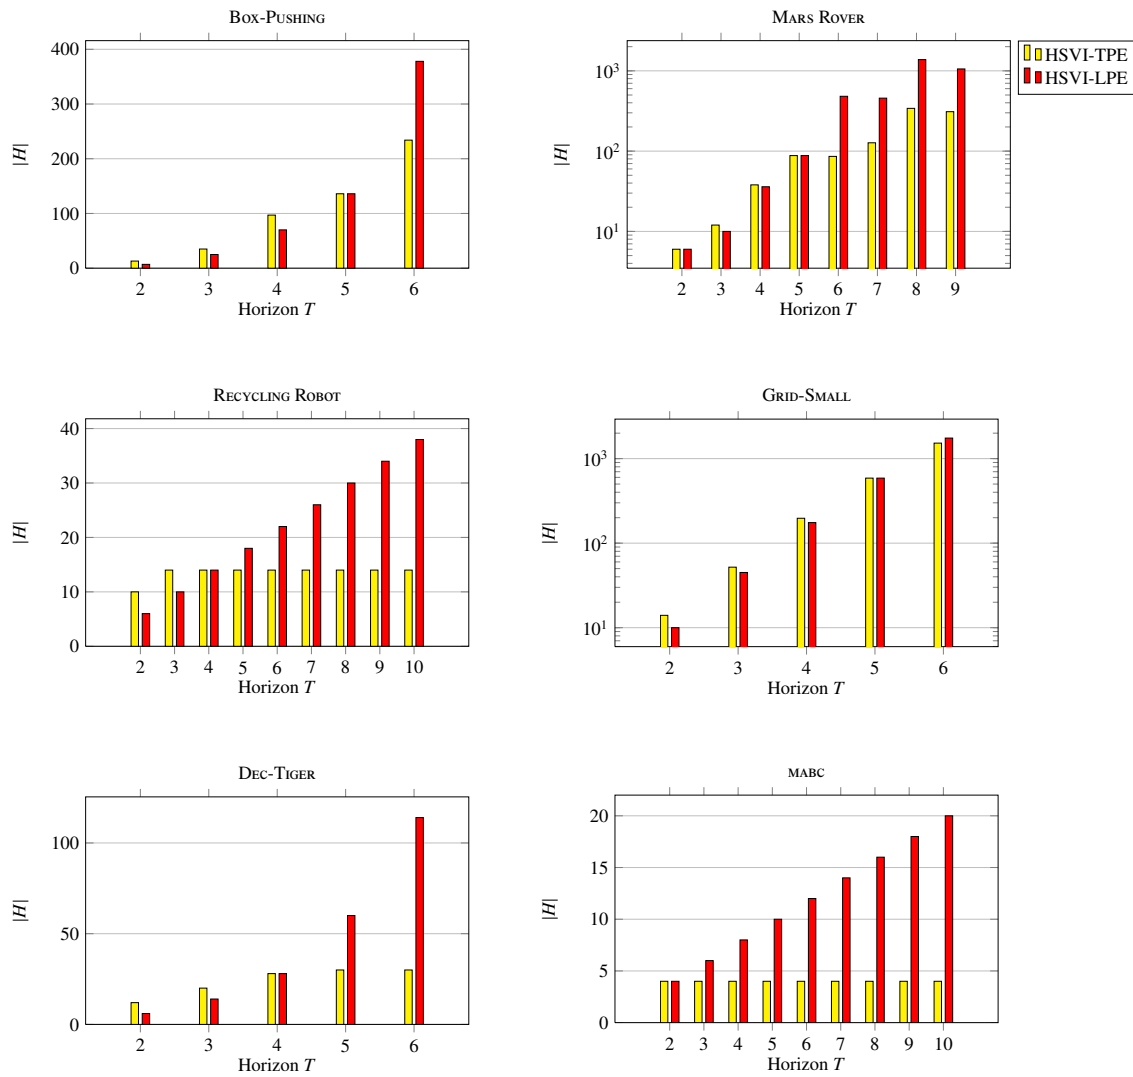 Box-Pushing
0
100
200
300
400
|H|
2 3 4 5 6
Horizon T
Mars Rover
10¹
10²
10³
|H|
2 3 4 5 6 7 8 9
Horizon T
HSVI-TPE
HSVI-LPE
Recycling Robot
0
10
20
30
40
|H|
2 3 4 5 6 7 8 9 10
Horizon T
Grid-Small
10¹
10²
10³
|H|
2 3 4 5 6
Horizon T
Dec-Tiger
0
50
100
|H|
2 3 4 5 6
Horizon T
mabc
0
5
10
15
20
|H|
2 3 4 5 6 7 8 9 10
Horizon T